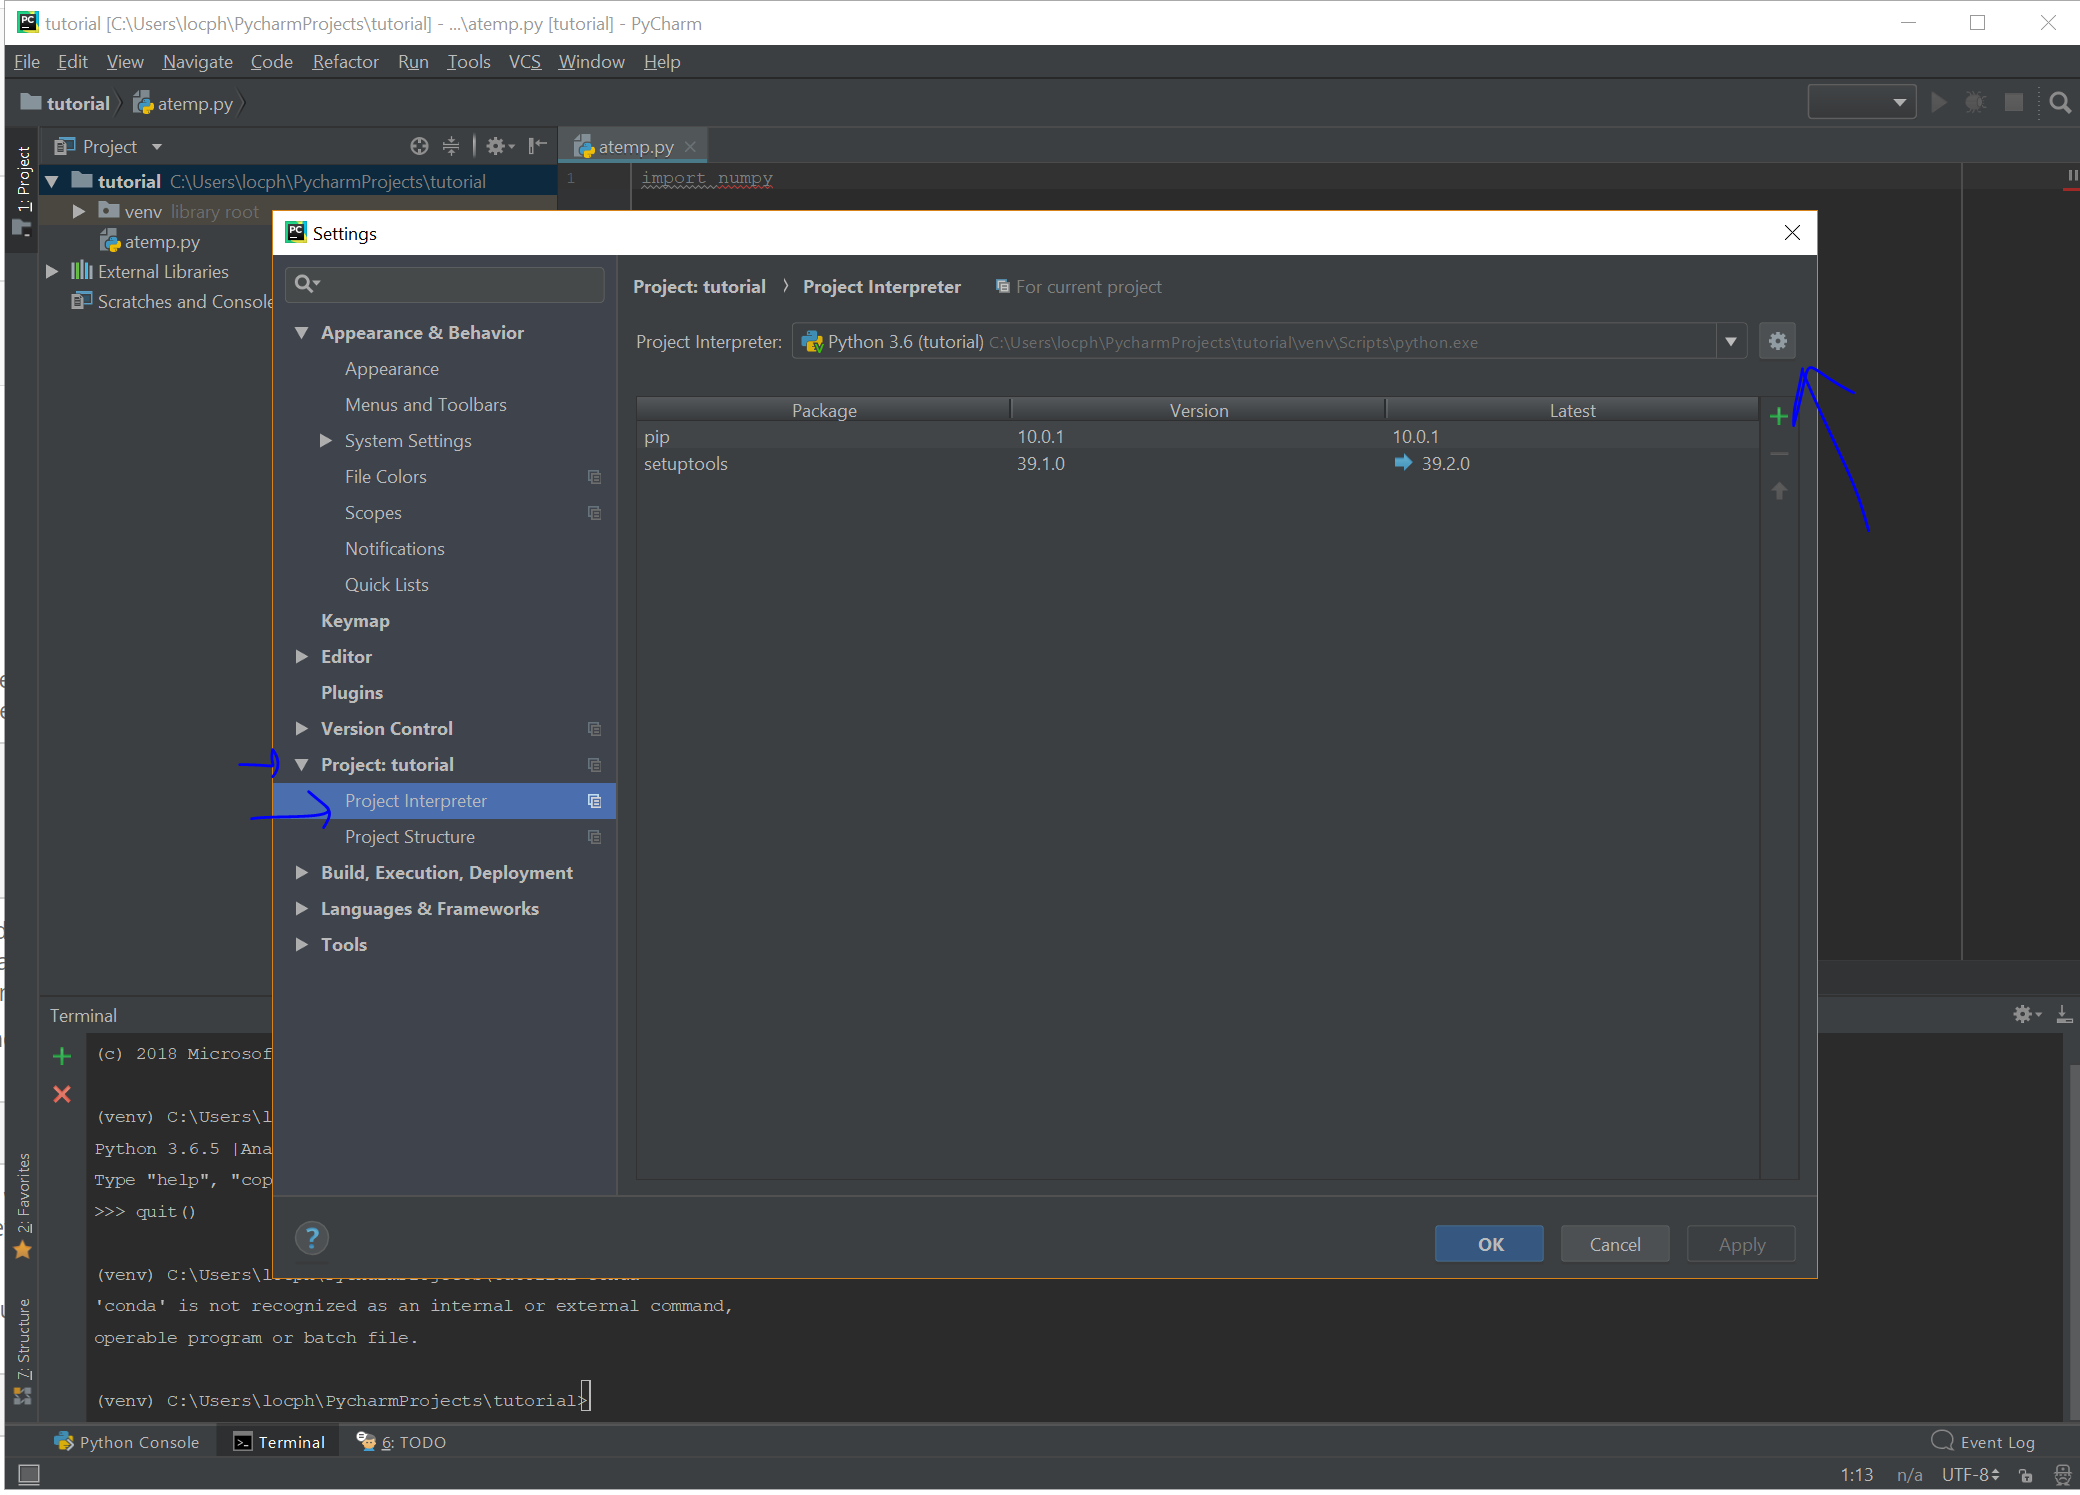 tutorial [C:\Users\locph\PycharmProjects\tutorial] - ...\atemp.py [tutorial] - PyCharm
File Edit View Navigate Code Refactor Run Tools VCS Window Help
tutorial atemp.py
1: Project
Project
atemp.py
tutorial C:\Users\locph\PycharmProjects\tutorial
1 import numpy
venv library root
atemp.py
External Libraries
Scratches and Console
Settings
Project: tutorial › Project Interpreter For current project
Appearance & Behavior
Project Interpreter: Python 3.6 (tutorial) C:\Users\locph\PycharmProjects\tutorial\venv\Scripts\python.exe
Appearance
Menus and Toolbars
System Settings
File Colors
Scopes
Notifications
Quick Lists
Keymap
Editor
Plugins
Version Control
Project: tutorial
Project Interpreter
Project Structure
Build, Execution, Deployment
Languages & Frameworks
Tools
Package Version Latest
pip 10.0.1 10.0.1
setuptools 39.1.0 39.2.0
?
OK Cancel Apply
Terminal
(c) 2018 Microsof
(venv) C:\Users\l
Python 3.6.5 |Ana
Type "help", "cop
>>> quit()
(venv) C:\Users\l
'conda' is not recognized as an internal or external command,
operable program or batch file.
(venv) C:\Users\locph\PycharmProjects\tutorial>
2: Favorites
7: Structure
Python Console Terminal 6: TODO Event Log
1:13 n/a UTF-8